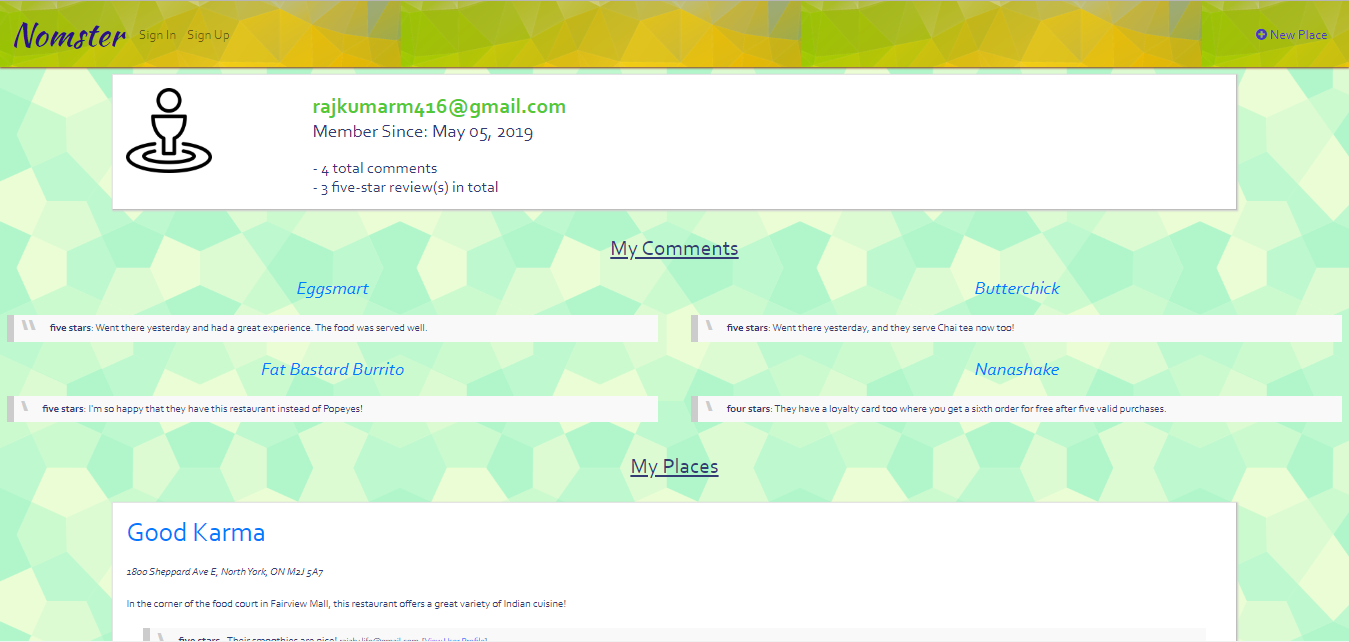 Nomster Sign In Sign Up New Place
rajkumarm416@gmail.com
Member Since: May 05, 2019
- 4 total comments
- 3 five-star review(s) in total
My Comments
Eggsmart
five stars: Went there yesterday and had a great experience. The food was served well.
Butterchick
five stars: Went there yesterday, and they serve Chai tea now too!
Fat Bastard Burrito
five stars: I'm so happy that they have this restaurant instead of Popeyes!
Nanashake
four stars: They have a loyalty card too where you get a sixth order for free after five valid purchases.
My Places
Good Karma
1800 Sheppard Ave E, North York, ON M2J 5A7
In the corner of the food court in Fairview Mall, this restaurant offers a great variety of Indian cuisine!
five stars Their smoothies are nice! [View User Profile]